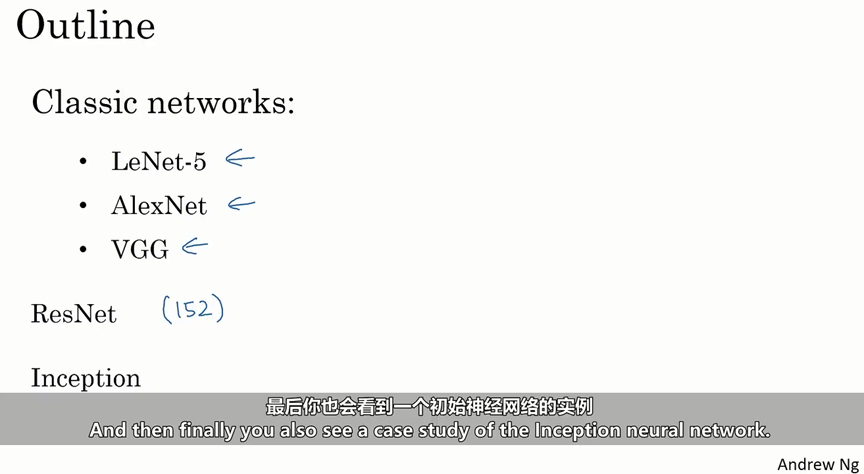 Outline
Classic networks:
• LeNet-5 ←
• AlexNet ←
• VGG ←
ResNet (152)
Inception
最后你也会看到一个初始神经网络的实例
And then finally you also see a case study of the Inception neural network.
Andrew Ng